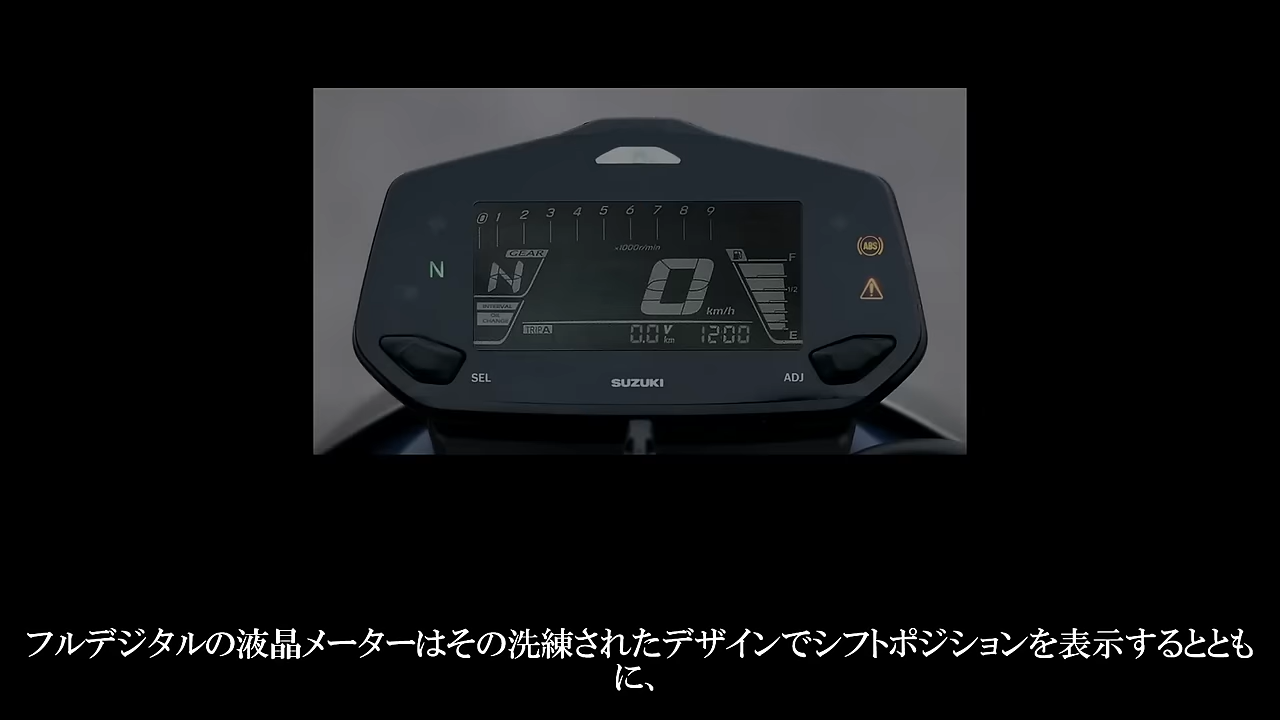 0 1 2 3 4 5 6 7 8 9
×1000r/min
GEAR
N
N
0
km/h
F
1/2
E
ABS
INTERVAL
OIL
CHANGE
TRIP A
0.0 km
12:00
SEL
SUZUKI
ADJ
フルデジタルの液晶メーターはその洗練されたデザインでシフトポジションを表示するととも
に、